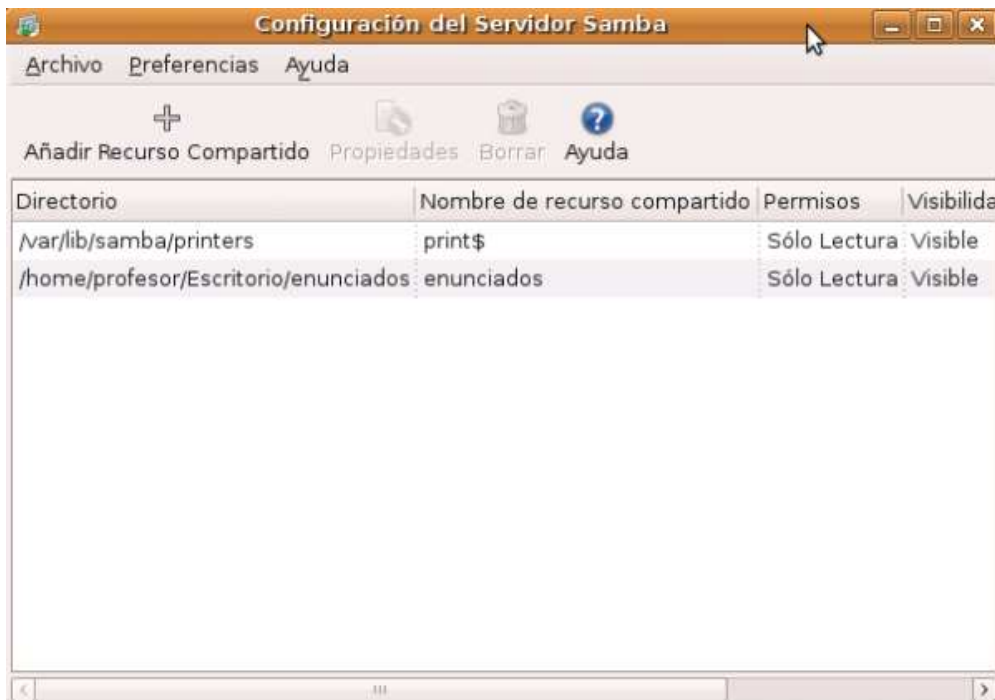 Configuración del Servidor Samba
Archivo Preferencias Ayuda
Añadir Recurso Compartido Propiedades Borrar Ayuda
Directorio Nombre de recurso compartido Permisos Visibilida
/var/lib/samba/printers print$ Sólo Lectura Visible
/home/profesor/Escritorio/enunciados enunciados Sólo Lectura Visible